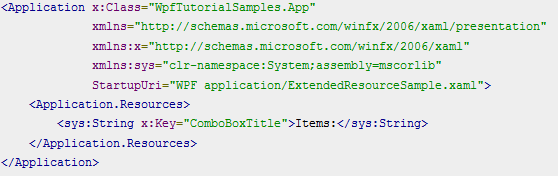 <Application x:Class="WpfTutorialSamples.App"
xmlns="http://schemas.microsoft.com/winfx/2006/xaml/presentation"
xmlns:x="http://schemas.microsoft.com/winfx/2006/xaml"
xmlns:sys="clr-namespace:System;assembly=mscorlib"
StartupUri="WPF application/ExtendedResourceSample.xaml">
<Application.Resources>
<sys:String x:Key="ComboBoxTitle">Items:</sys:String>
</Application.Resources>
</Application>